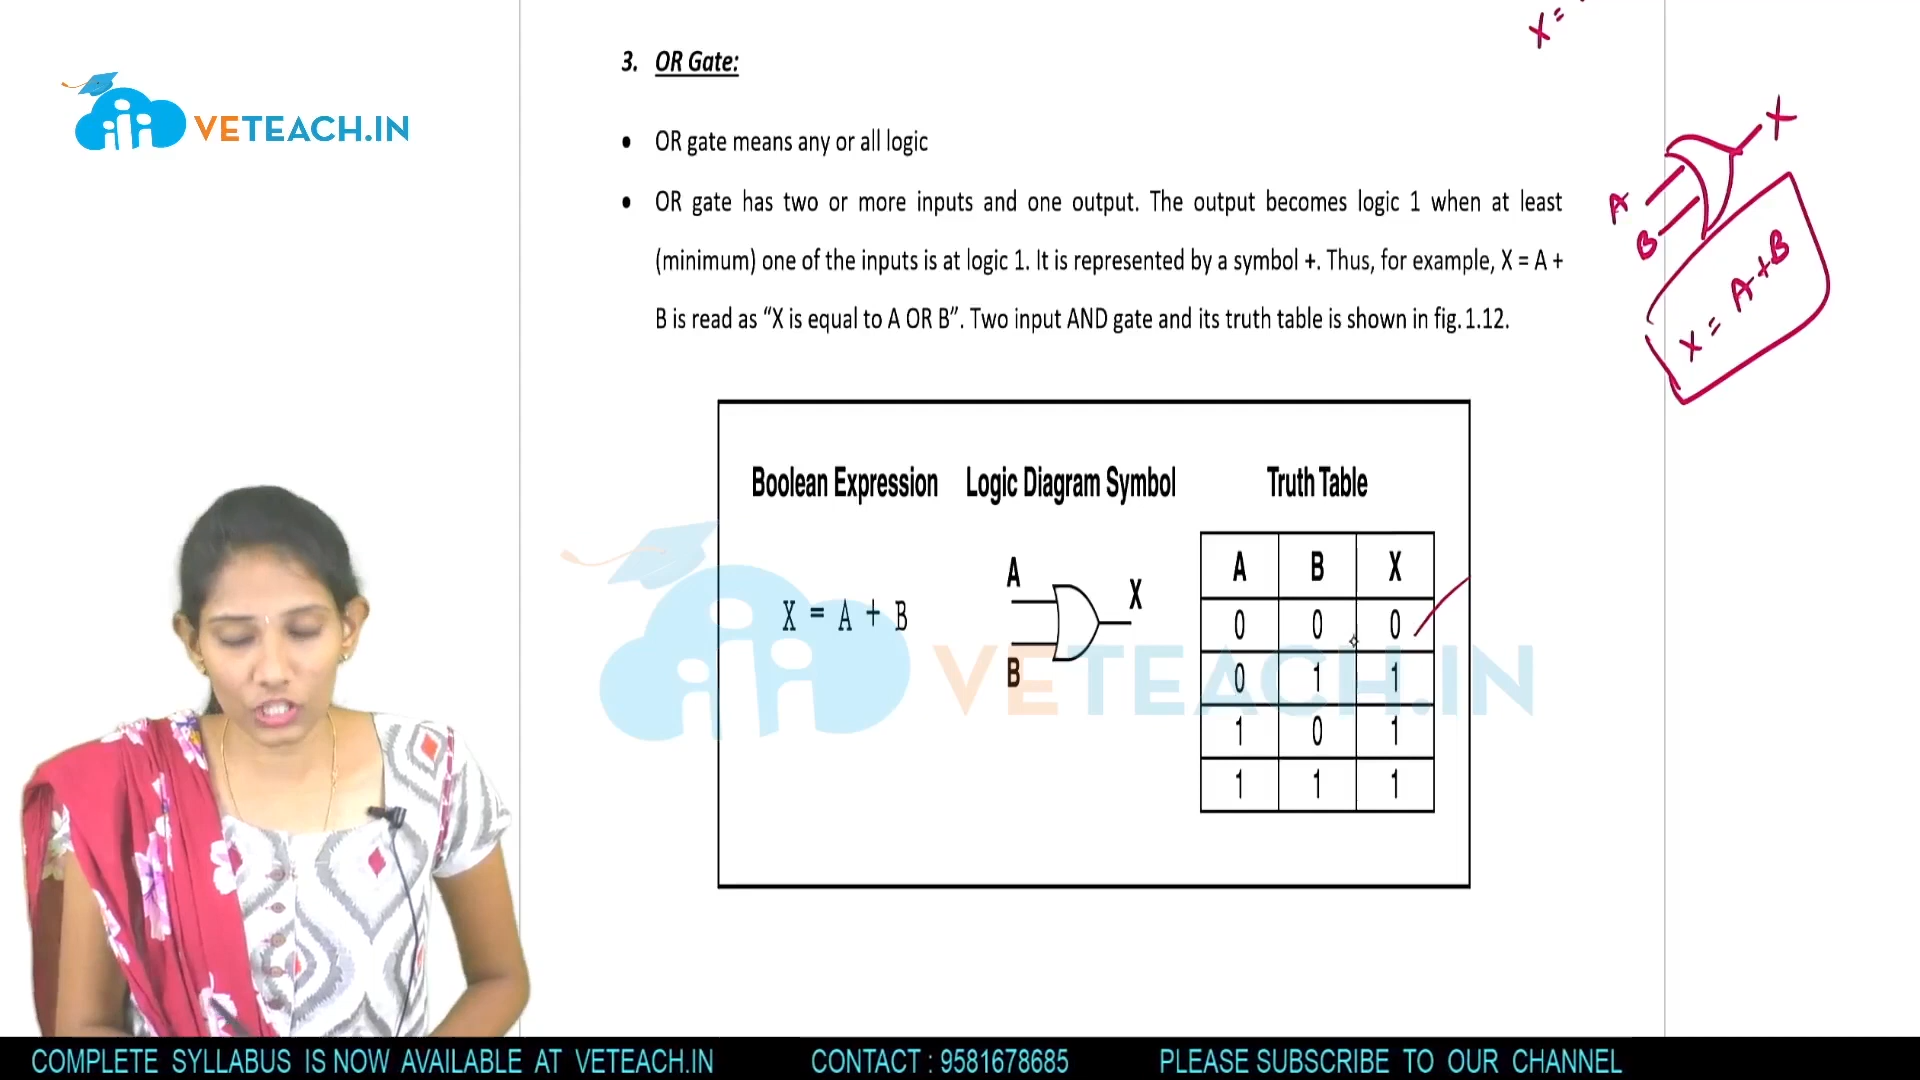 X =
3. OR Gate:
VETEACH.IN
• OR gate means any or all logic
• OR gate has two or more inputs and one output. The output becomes logic 1 when at least
(minimum) one of the inputs is at logic 1. It is represented by a symbol +. Thus, for example, X = A +
B is read as “X is equal to A OR B”. Two input AND gate and its truth table is shown in fig.1.12.
X
A
B
X = A+B
Boolean Expression Logic Diagram Symbol Truth Table
X = A + B
A
B
X
A B X
0 0 0
0 1 1
1 0 1
1 1 1
VETEACH.IN
COMPLETE SYLLABUS IS NOW AVAILABLE AT VETEACH.IN CONTACT : 9581678685 PLEASE SUBSCRIBE TO OUR CHANNEL